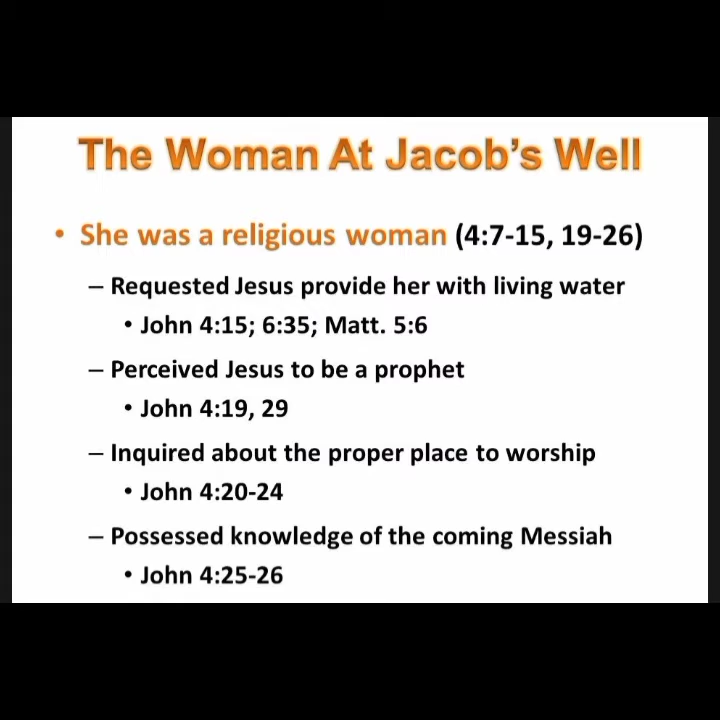 The Woman At Jacob's Well
• She was a religious woman (4:7-15, 19-26)
– Requested Jesus provide her with living water
• John 4:15; 6:35; Matt. 5:6
– Perceived Jesus to be a prophet
• John 4:19, 29
– Inquired about the proper place to worship
• John 4:20-24
– Possessed knowledge of the coming Messiah
• John 4:25-26